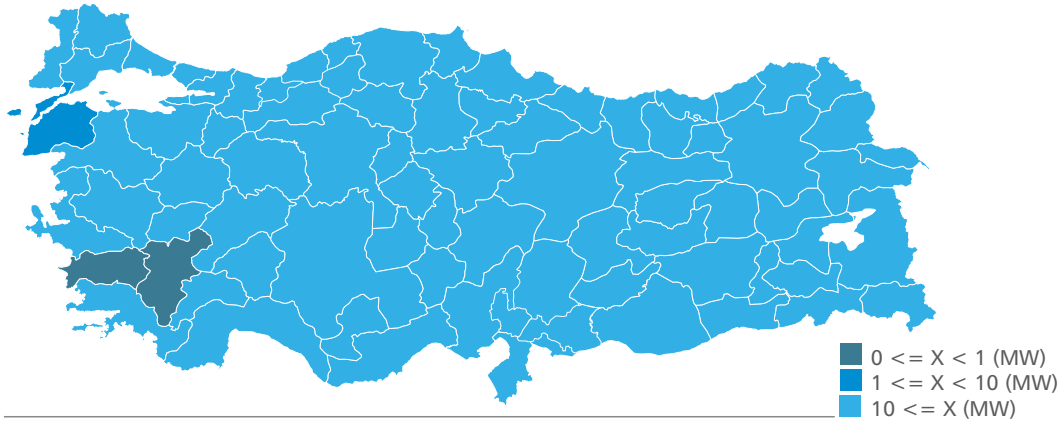 0 <= X < 1 (MW)
1 <= X < 10 (MW)
10 <= X (MW)